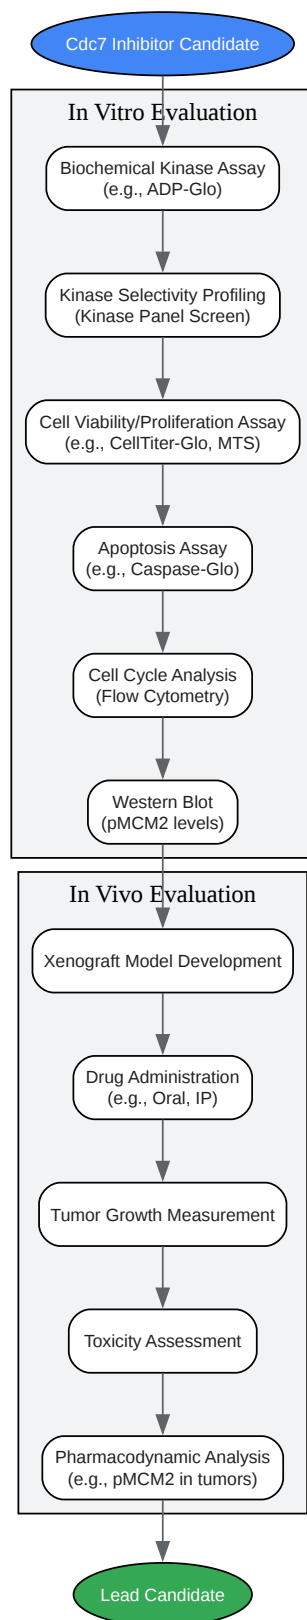 Cdc7 Inhibitor Candidate
In Vitro Evaluation
Biochemical Kinase Assay
(e.g., ADP-Glo)
Kinase Selectivity Profiling
(Kinase Panel Screen)
Cell Viability/Proliferation Assay
(e.g., CellTiter-Glo, MTS)
Apoptosis Assay
(e.g., Caspase-Glo)
Cell Cycle Analysis
(Flow Cytometry)
Western Blot
(pMCM2 levels)
In Vivo Evaluation
Xenograft Model Development
Drug Administration
(e.g., Oral, IP)
Tumor Growth Measurement
Toxicity Assessment
Pharmacodynamic Analysis
(e.g., pMCM2 in tumors)
Lead Candidate